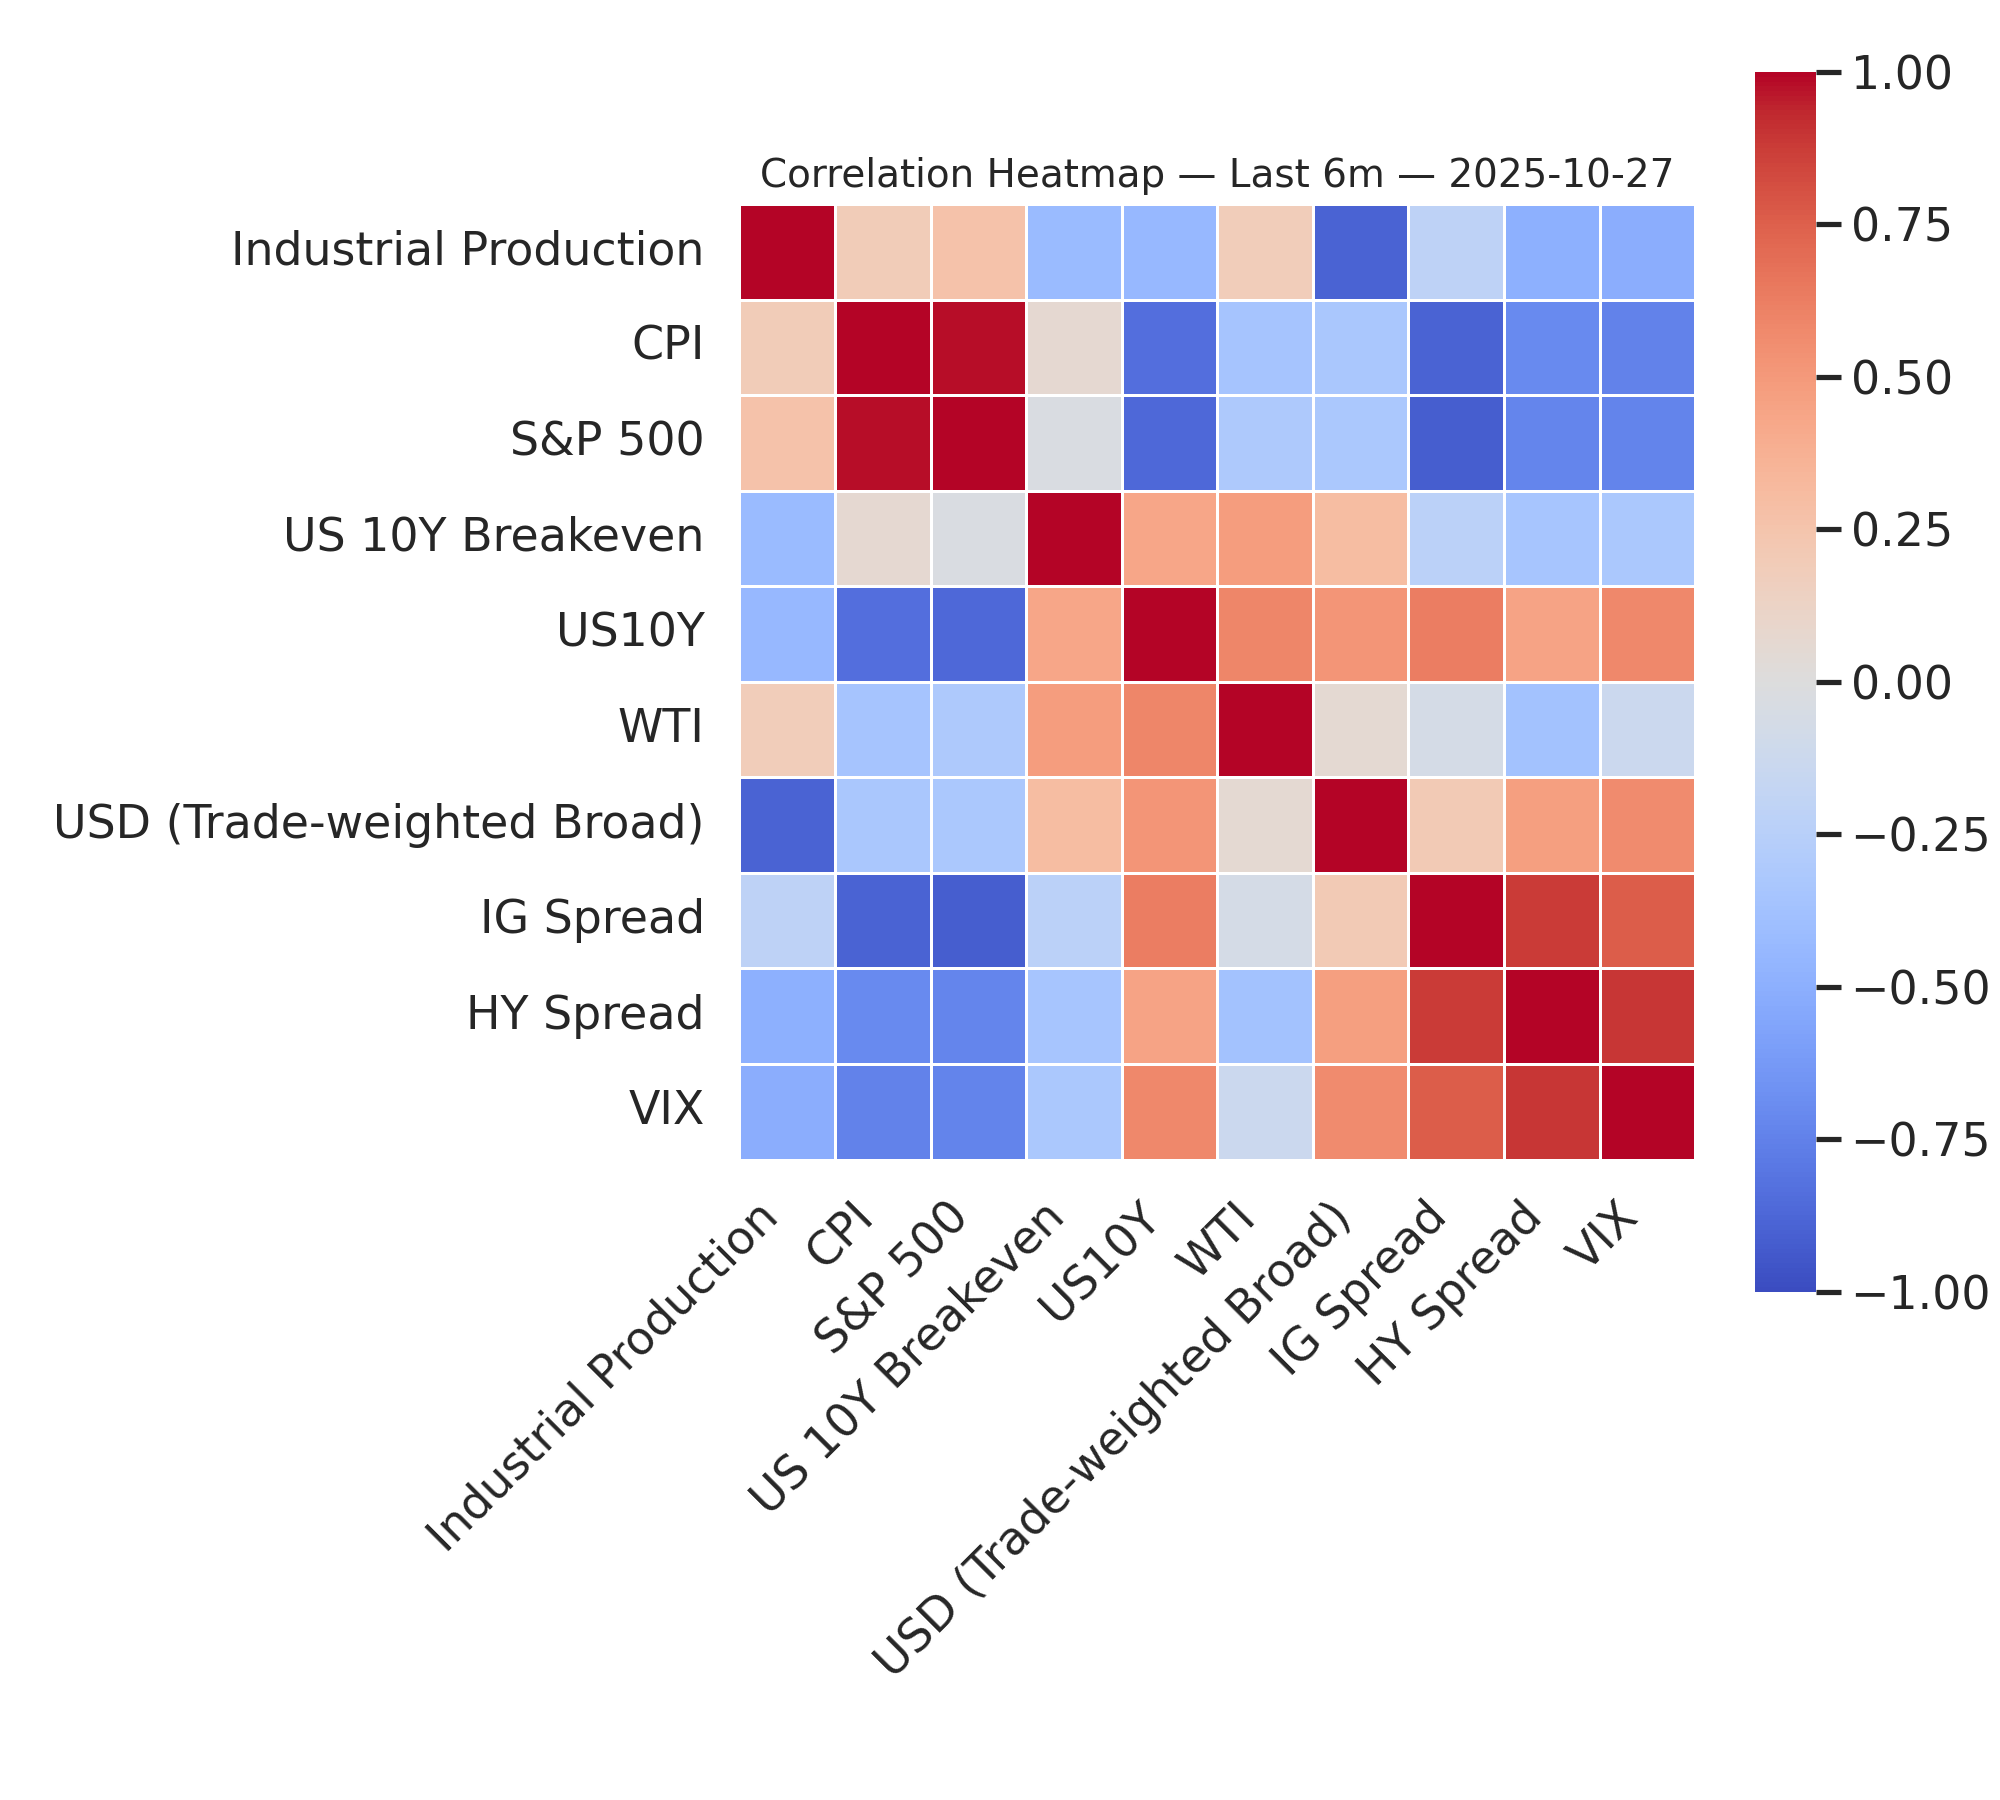 Correlation Heatmap — Last 6m — 2025-10-27
Industrial Production
CPI
S&P 500
US 10Y Breakeven
US10Y
WTI
USD (Trade-weighted Broad)
IG Spread
HY Spread
VIX
Industrial Production
CPI
S&P 500
US 10Y Breakeven
US10Y
WTI
USD (Trade-weighted Broad)
IG Spread
HY Spread
VIX
1.00
0.75
0.50
0.25
0.00
−0.25
−0.50
−0.75
−1.00